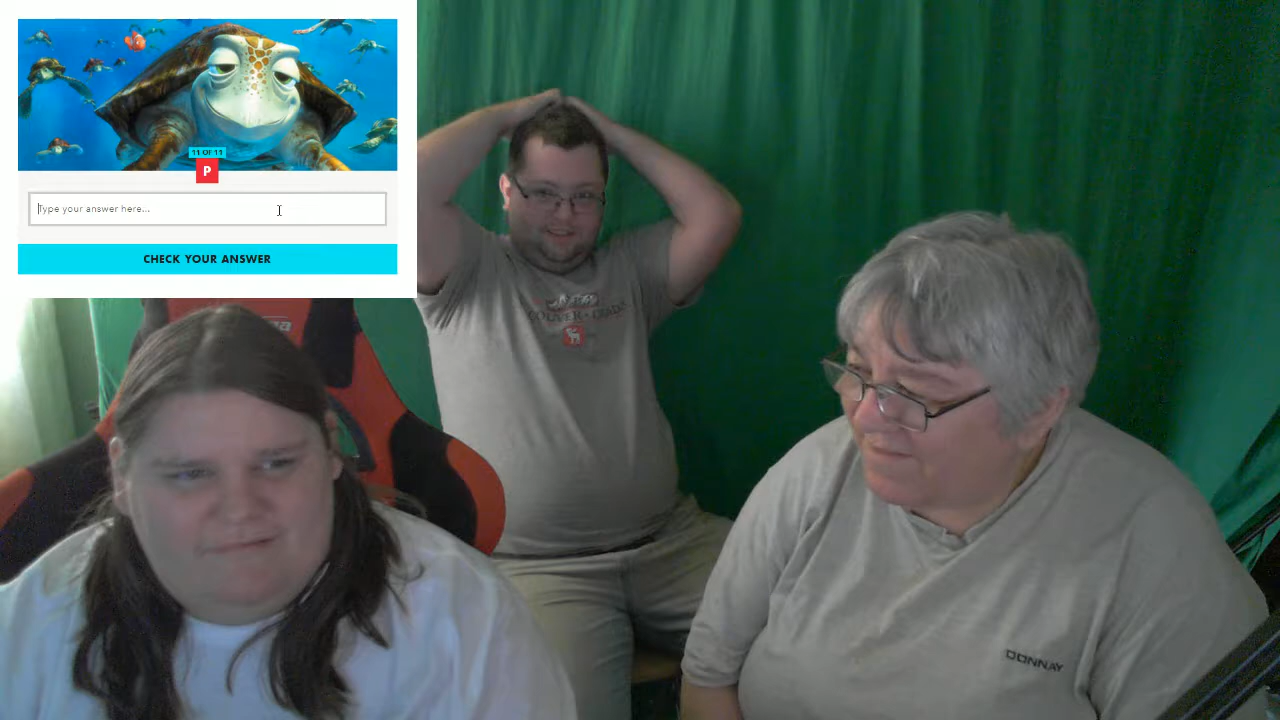 11 OF 11
P
Type your answer here...
CHECK YOUR ANSWER
DONNAY